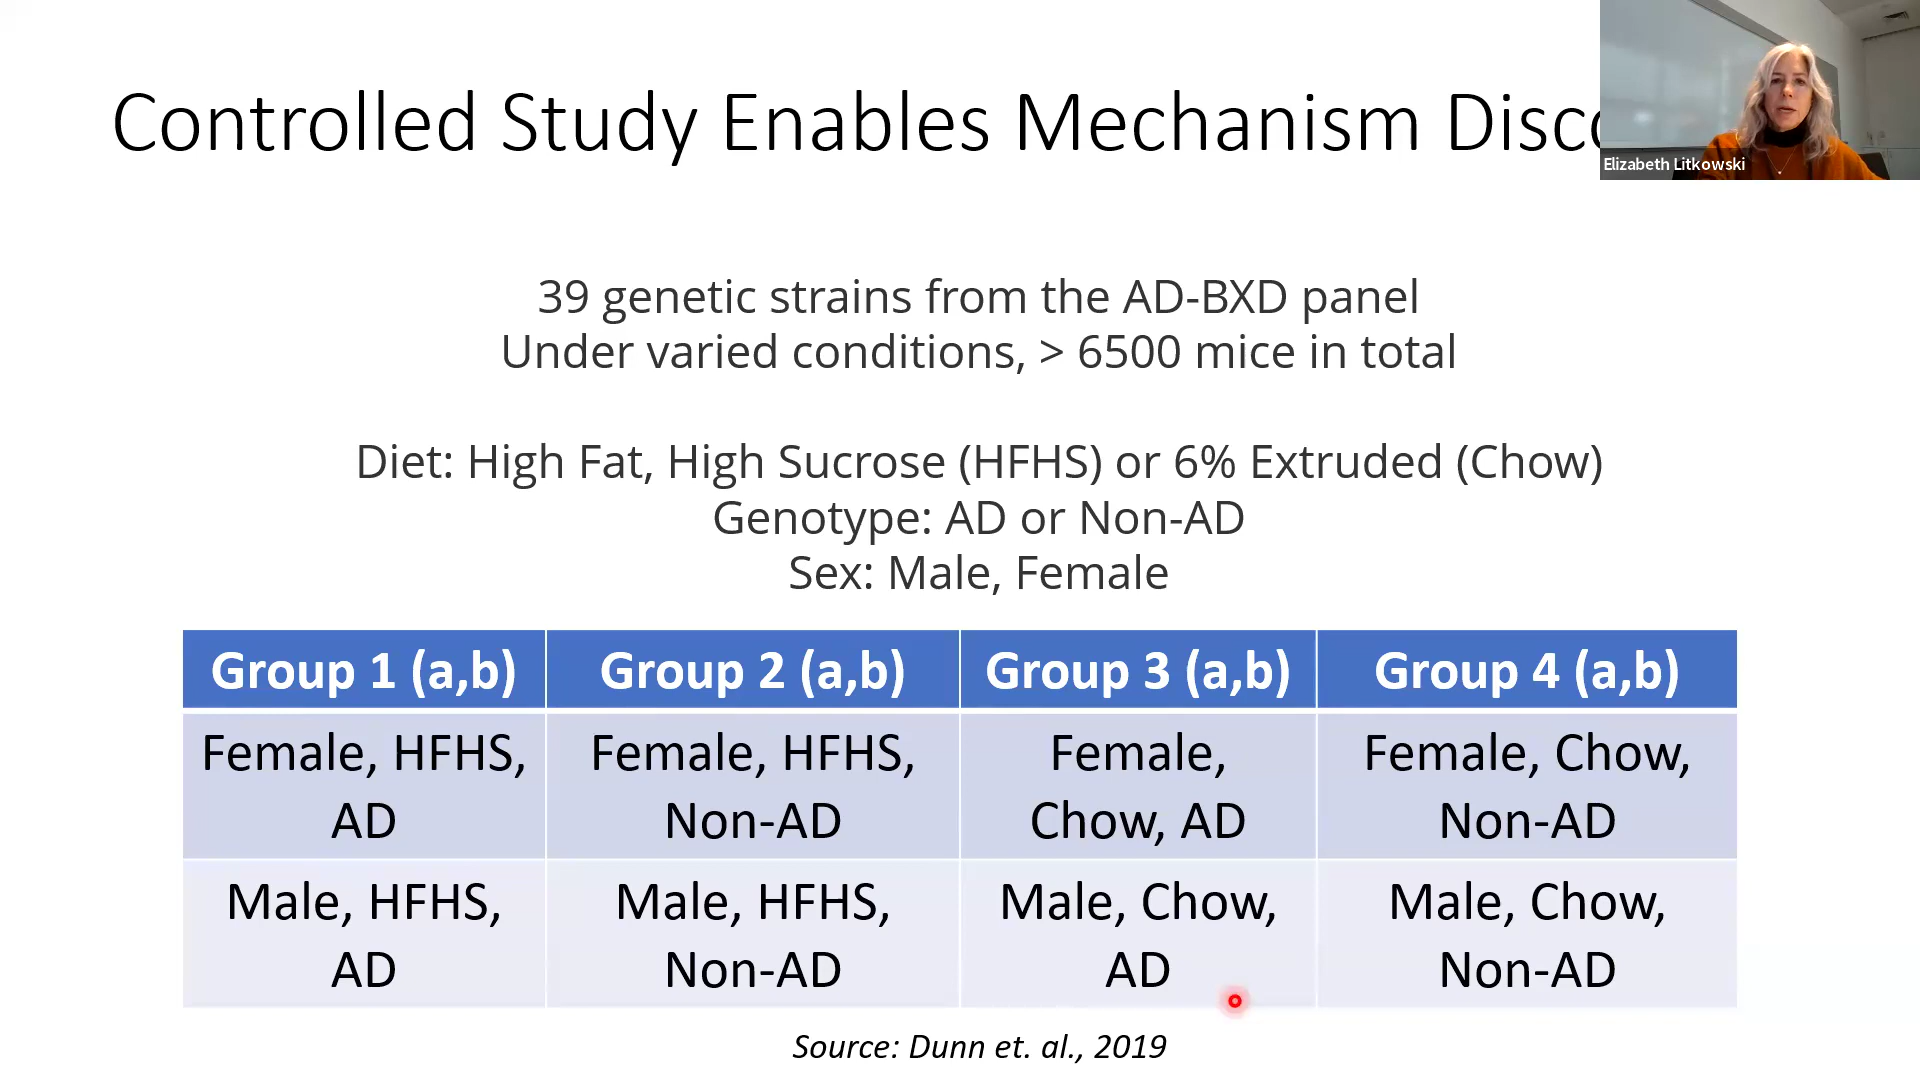 Controlled Study Enables Mechanism
Elizabeth Litkowski
39 genetic strains from the AD-BXD panel
Under varied conditions, > 6500 mice in total
Diet: High Fat, High Sucrose (HFHS) or 6% Extruded (Chow)
Genotype: AD or Non-AD
Sex: Male, Female
Group 1 (a,b)
Group 2 (a,b)
Group 3 (a,b)
Group 4 (a,b)
Female, HFHS,
AD
Female, HFHS,
Non-AD
Female,
Chow, AD
Female, Chow,
Non-AD
Male, HFHS,
AD
Male, HFHS,
Non-AD
Male, Chow,
AD
Male, Chow,
Non-AD
Source: Dunn et. al., 2019